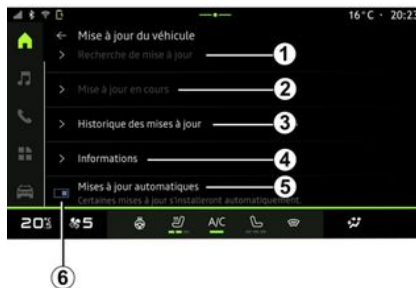 16°C · 20:23
← Mise à jour du véhicule
> Recherche de mise à jour
1
> Mise à jour en cours
2
> Historique des mises à jour
3
> Informations
4
Mises à jour automatiques
5
Certaines mises à jour s'installeront automatiquement.
5
A/C
6